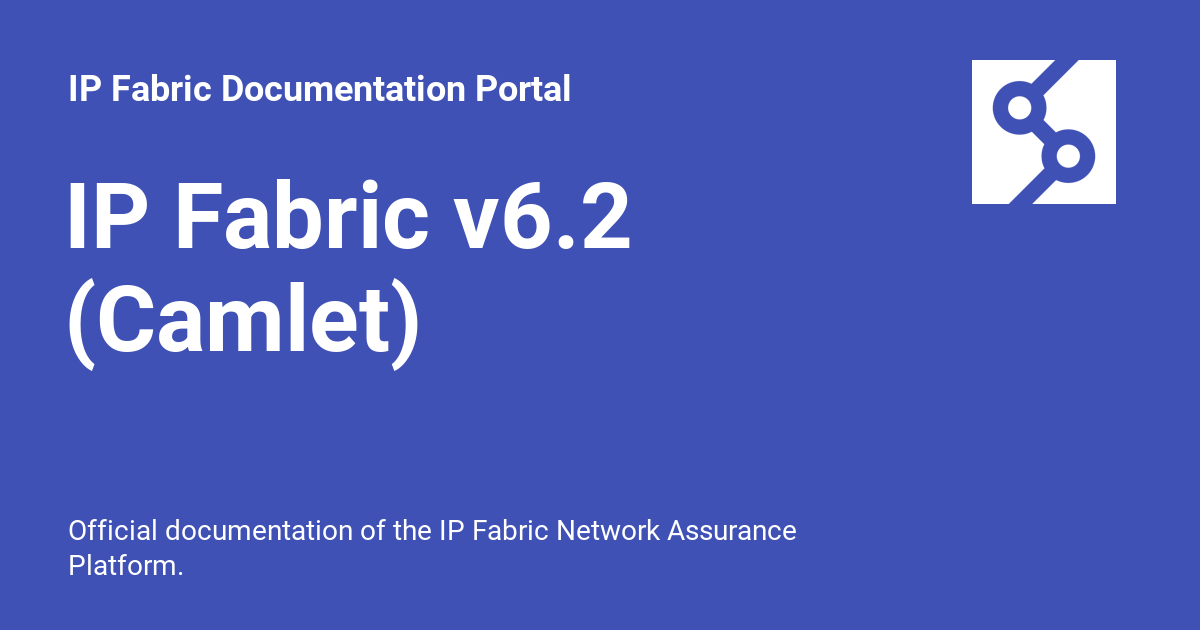 IP Fabric Documentation Portal
IP Fabric v6.2
(Camlet)
Official documentation of the IP Fabric Network Assurance
Platform.